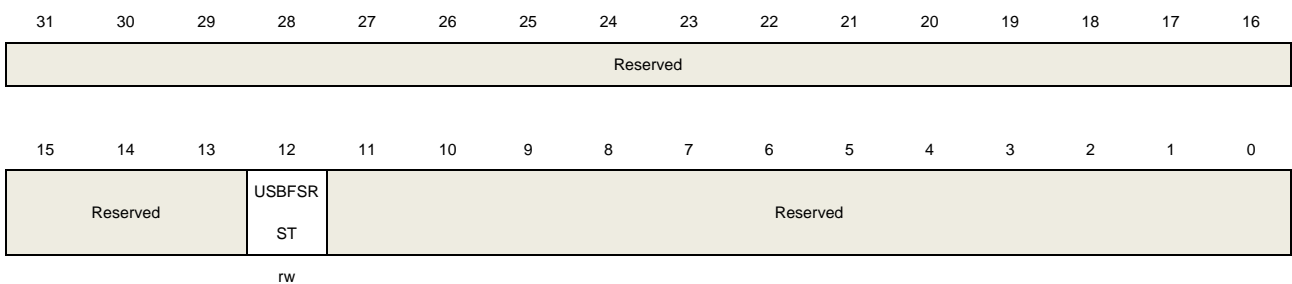 31 30 29 28 27 26 25 24 23 22 21 20 19 18 17 16
Reserved
15 14 13 12 11 10 9 8 7 6 5 4 3 2 1 0
Reserved USBFSR
ST Reserved
rw